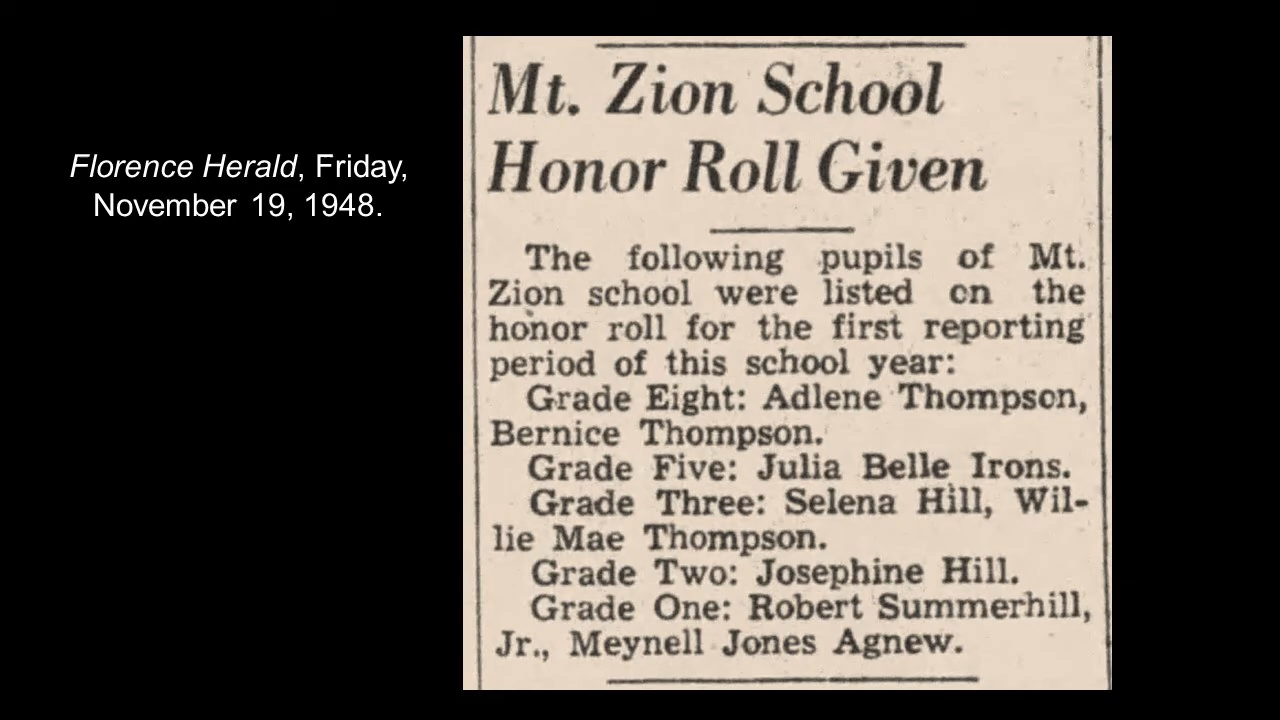 Florence Herald, Friday,
November 19, 1948.
Mt. Zion School
Honor Roll Given
The following pupils of Mt.
Zion school were listed on the
honor roll for the first reporting
period of this school year:
Grade Eight: Adlene Thompson,
Bernice Thompson.
Grade Five: Julia Belle Irons.
Grade Three: Selena Hill, Wil-
lie Mae Thompson.
Grade Two: Josephine Hill.
Grade One: Robert Summerhill,
Jr., Meynell Jones Agnew.